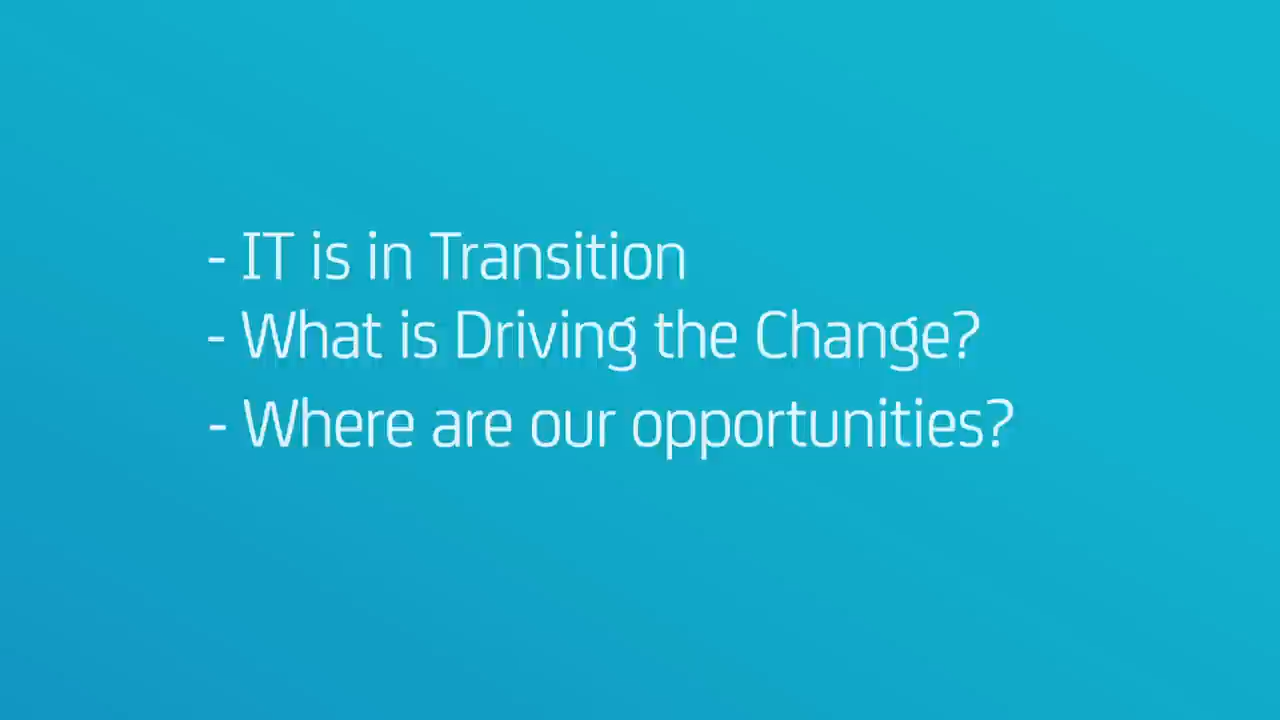 - IT is in Transition
- What is Driving the Change?
- Where are our opportunities?